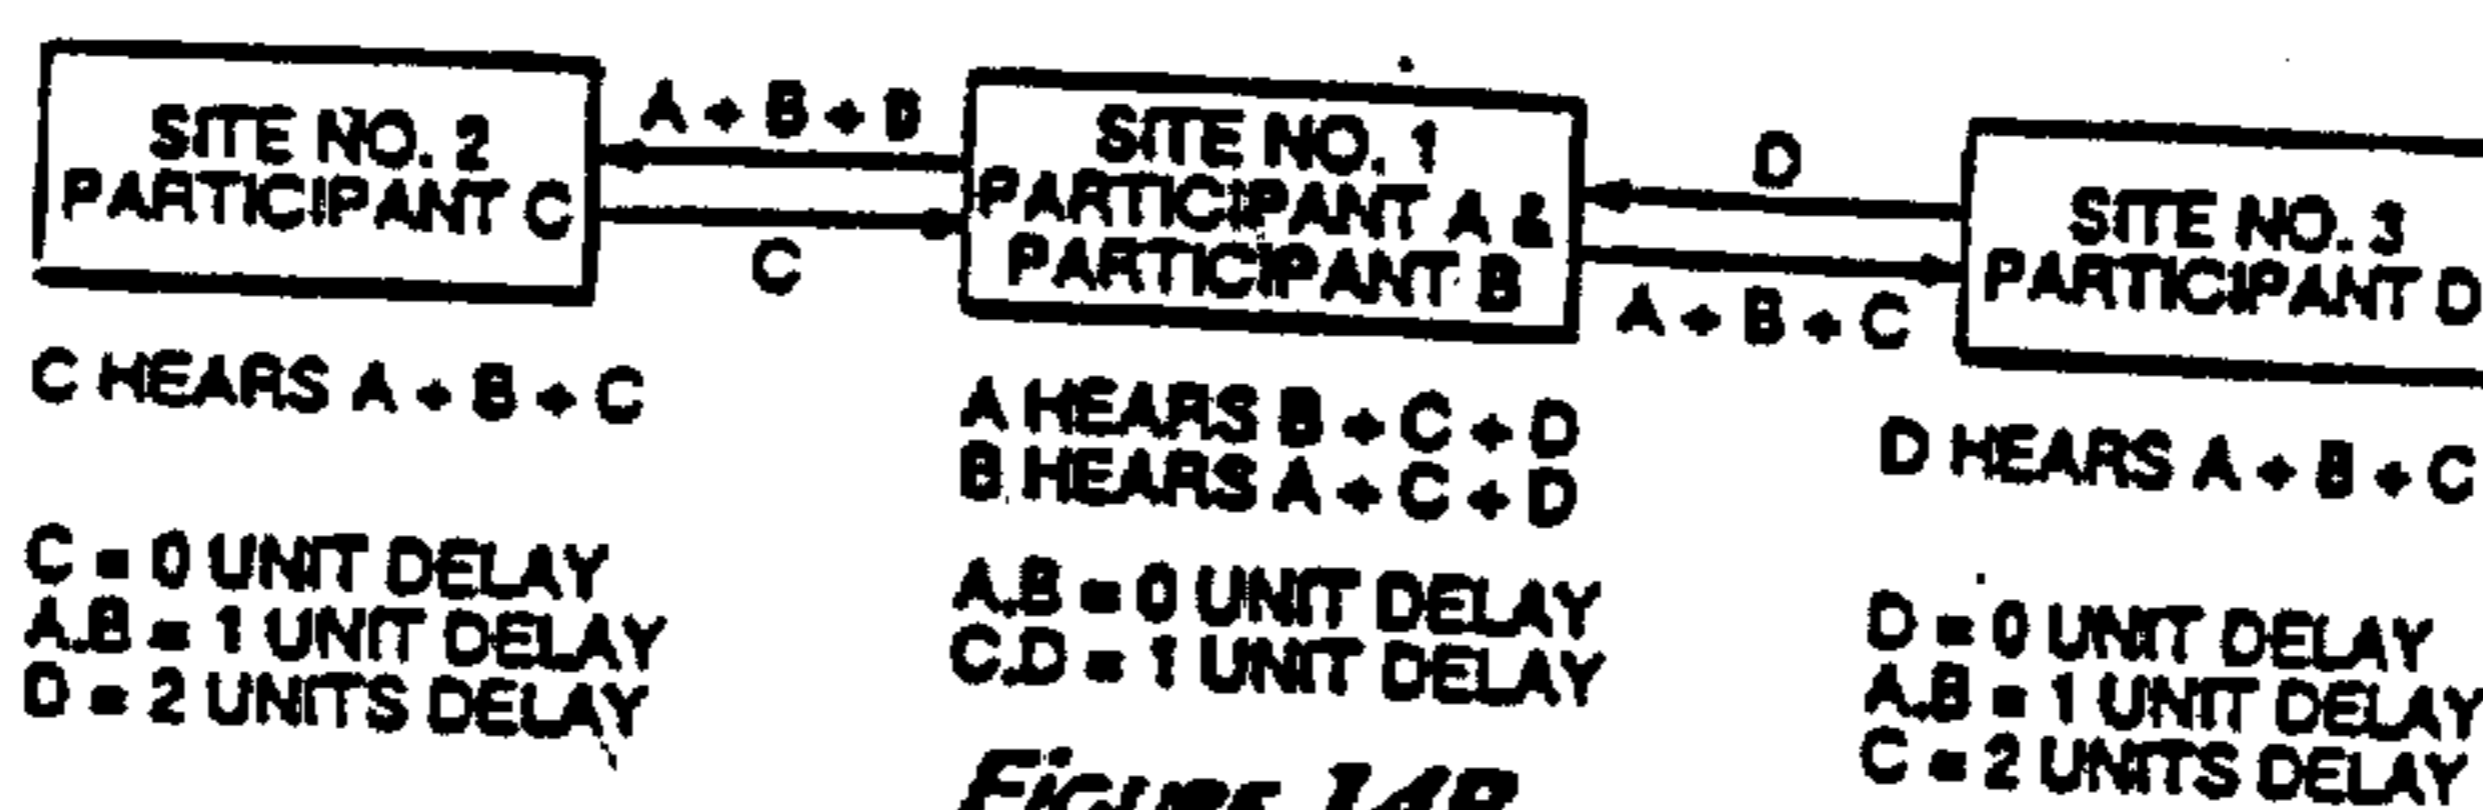 SITE NO. 2
PARTICIPANT C
A + B + D
C
SITE NO. 1
PARTICIPANT A &
PARTICIPANT B
D
A + B + C
SITE NO. 3
PARTICIPANT D
C HEARS A + B + C
A HEARS B + C + D
B HEARS A + C + D
D HEARS A + B + C
C = 0 UNIT DELAY
A.B = 1 UNIT DELAY
D = 2 UNITS DELAY
A.B = 0 UNIT DELAY
C.D = 1 UNIT DELAY
D = 0 UNIT DELAY
A.B = 1 UNIT DELAY
C = 2 UNITS DELAY
FIGURE 14B